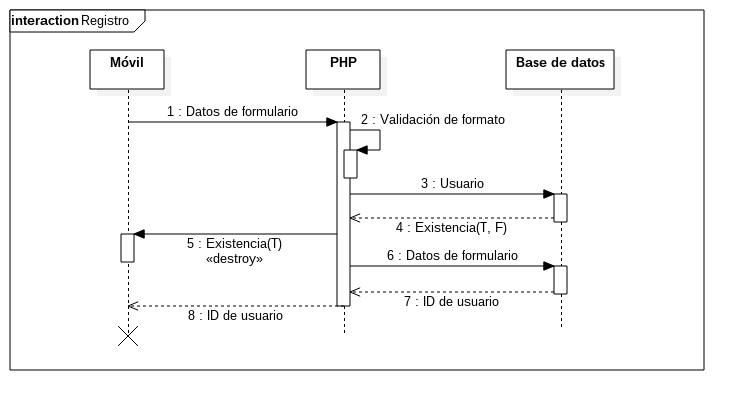 interaction Registro
Móvil
PHP
Base de datos
1 : Datos de formulario
2 : Validación de formato
3 : Usuario
4 : Existencia(T, F)
5 : Existencia(T)
«destroy»
6 : Datos de formulario
7 : ID de usuario
8 : ID de usuario